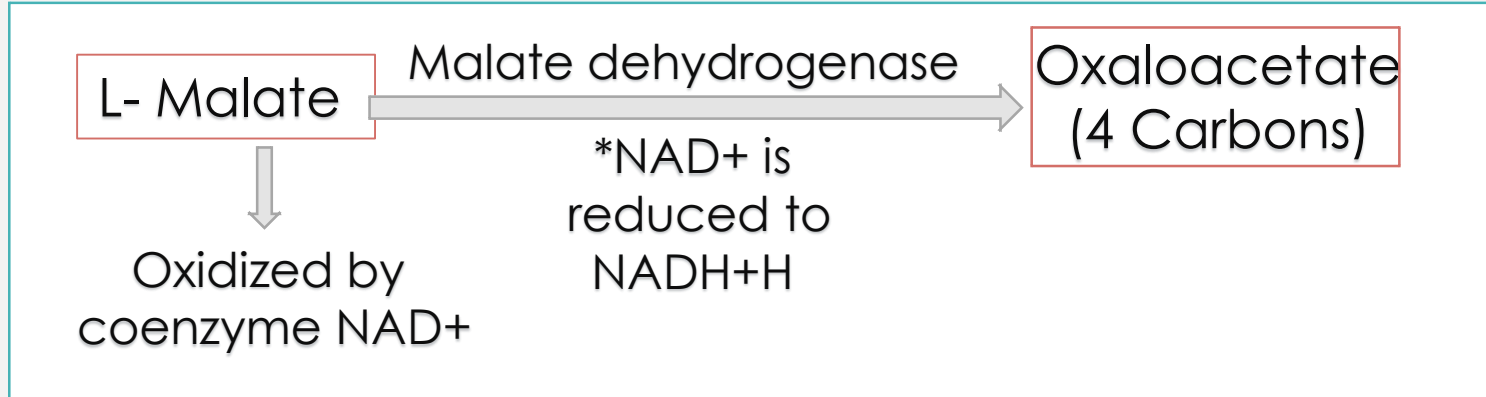 L- Malate
Malate dehydrogenase
*NAD+ is
reduced to
NADH+H
Oxaloacetate
(4 Carbons)
Oxidized by
coenzyme NAD+